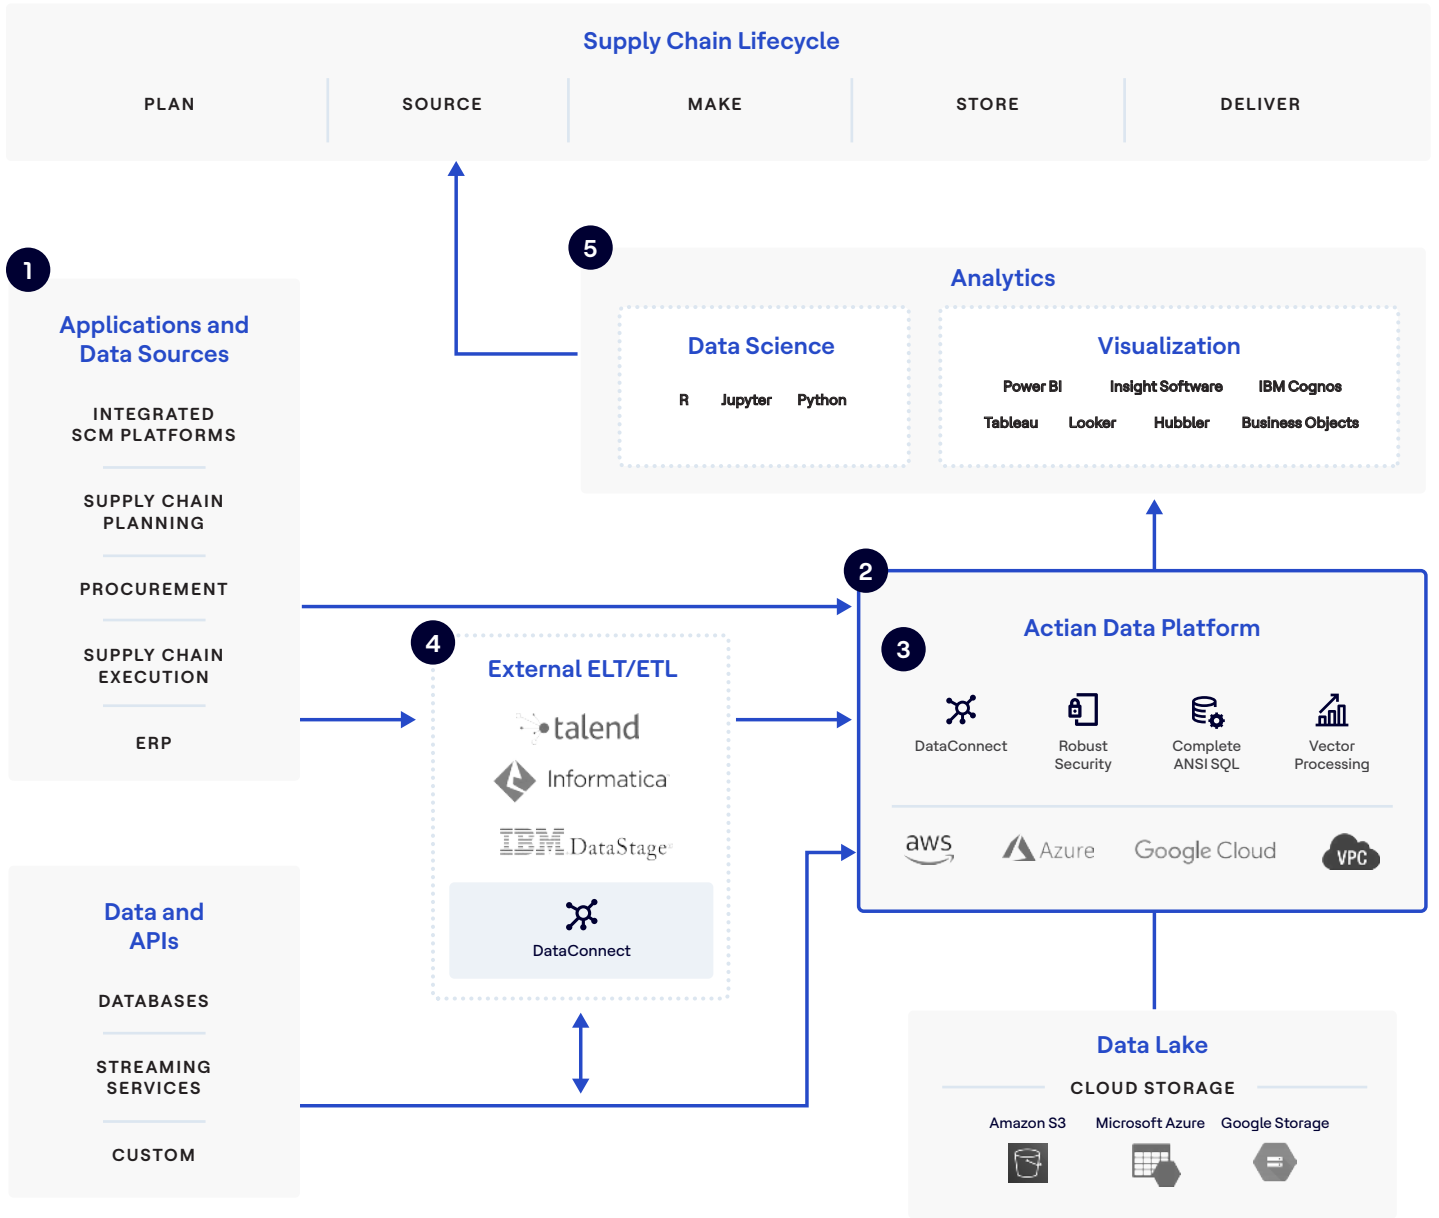 Supply Chain Lifecycle
PLAN
SOURCE
MAKE
STORE
DELIVER
1
Applications and
Data Sources
INTEGRATED
SCM PLATFORMS
SUPPLY CHAIN
PLANNING
PROCUREMENT
SUPPLY CHAIN
EXECUTION
ERP
Data and
APIs
DATABASES
STREAMING
SERVICES
CUSTOM
5
Analytics
Data Science
R Jupyter Python
Visualization
Power BI Insight Software IBM Cognos
Tableau Looker Hubbler Business Objects
4
External ELT/ETL
talend
Informatica
IBM DataStage
DataConnect
2
3
Actian Data Platform
DataConnect
Robust
Security
Complete
ANSI SQL
Vector
Processing
aws
Azure
Google Cloud
VPC
Data Lake
CLOUD STORAGE
Amazon S3 Microsoft Azure Google Storage